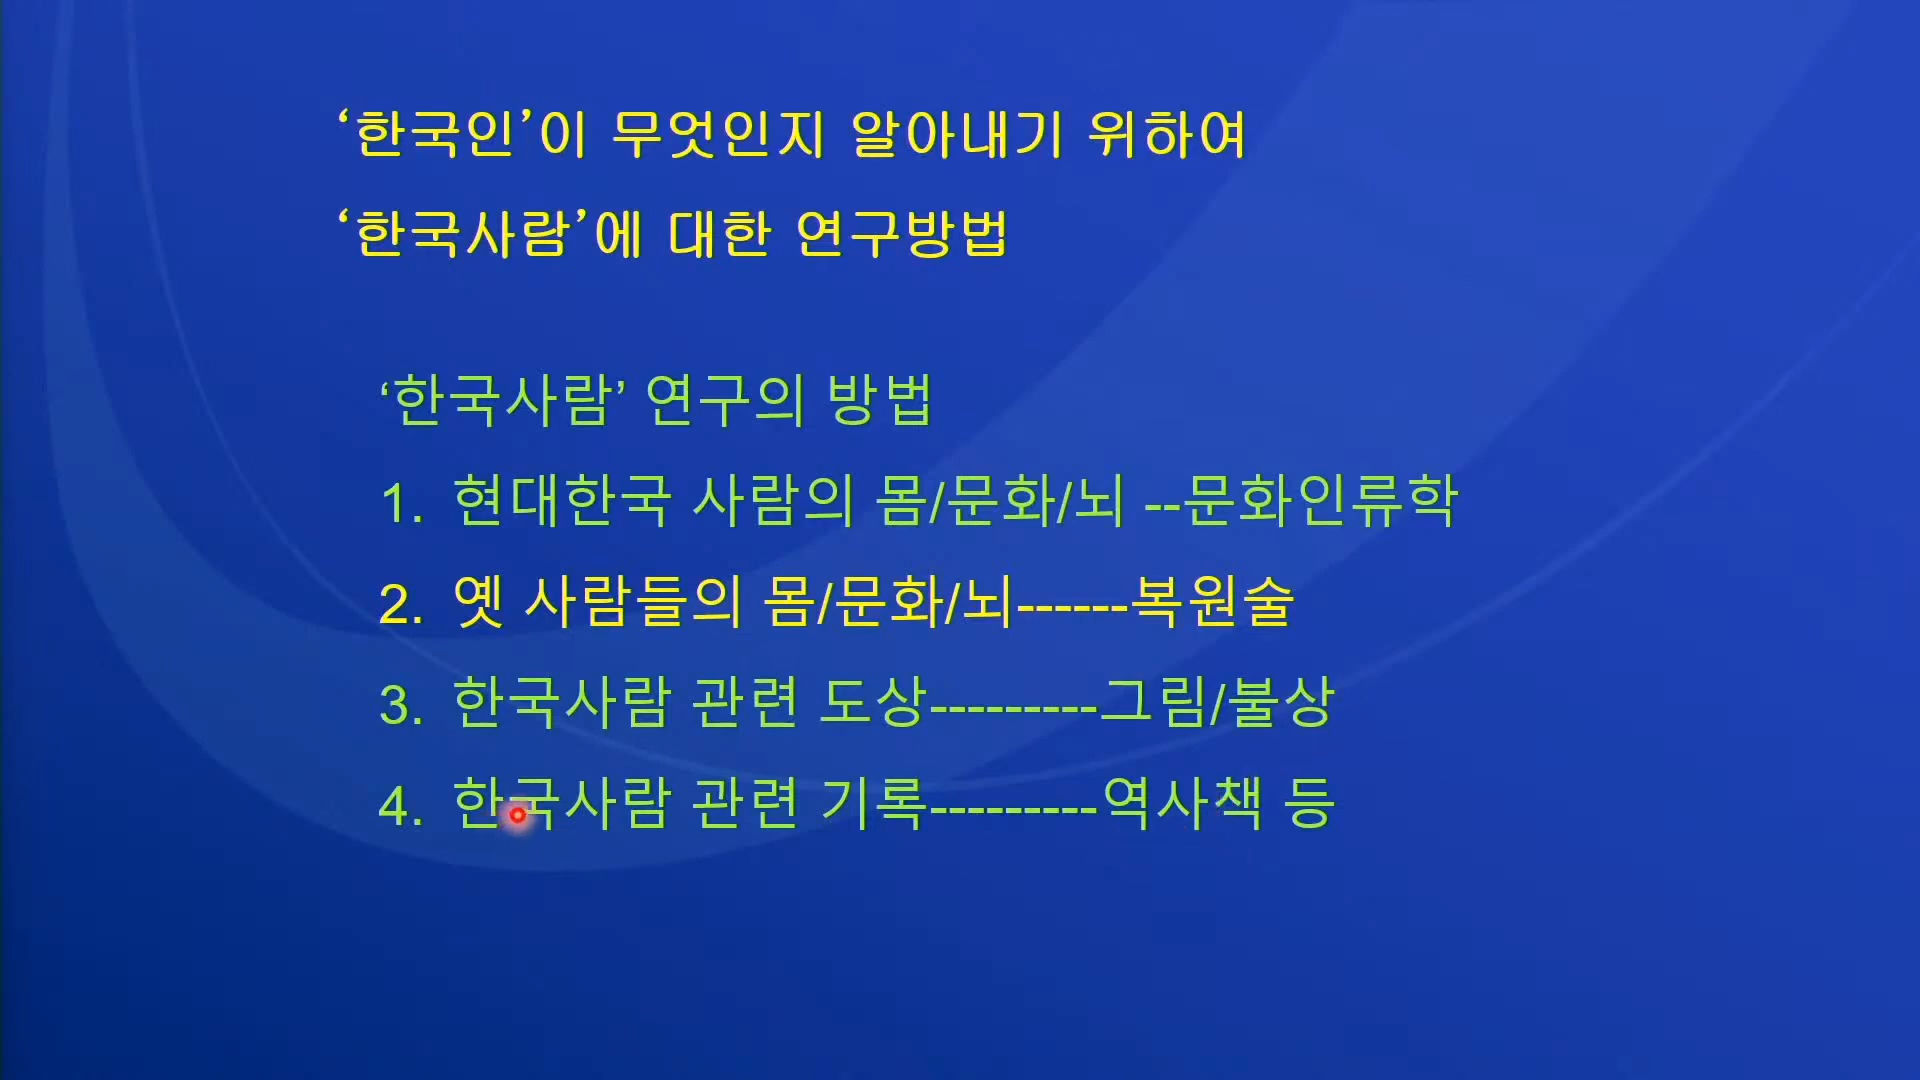 ‘한국인’이 무엇인지 알아내기 위하여
‘한국사람’에 대한 연구방법
‘한국사람’ 연구의 방법
1. 현대한국 사람의 몸/문화/뇌 --문화인류학
2. 옛 사람들의 몸/문화/뇌------복원술
3. 한국사람 관련 도상---------그림/불상
4. 한국사람 관련 기록---------역사책 등